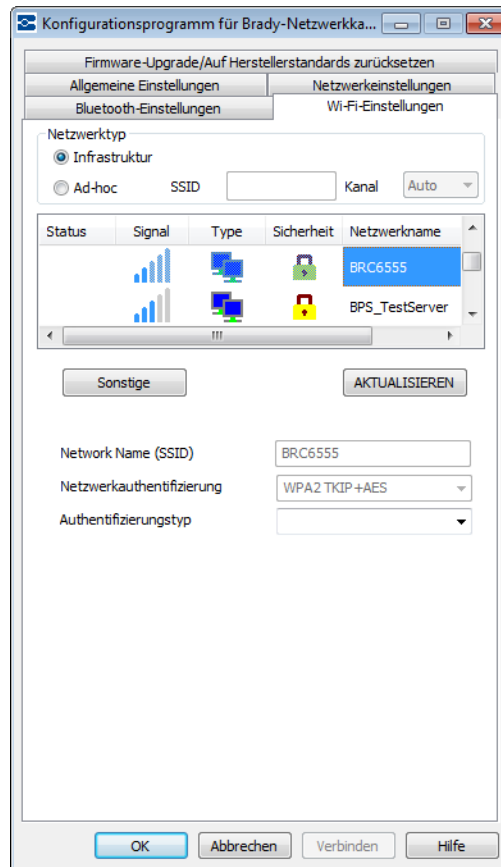 Konfigurationsprogramm für Brady-Netzwerkka...
Firmware-Upgrade/Auf Herstellerstandards zurücksetzen
Allgemeine Einstellungen Netzwerkeinstellungen
Bluetooth-Einstellungen Wi-Fi-Einstellungen
Netzwerktyp
Infrastruktur
Ad-hoc SSID Kanal Auto
Status Signal Type Sicherheit Netzwerkname
BRC6555
BPS_TestServer
Sonstige AKTUALISIEREN
Network Name (SSID) BRC6555
Netzwerkauthentifizierung WPA2 TKIP+AES
Authentifizierungstyp
OK Abbrechen Verbinden Hilfe